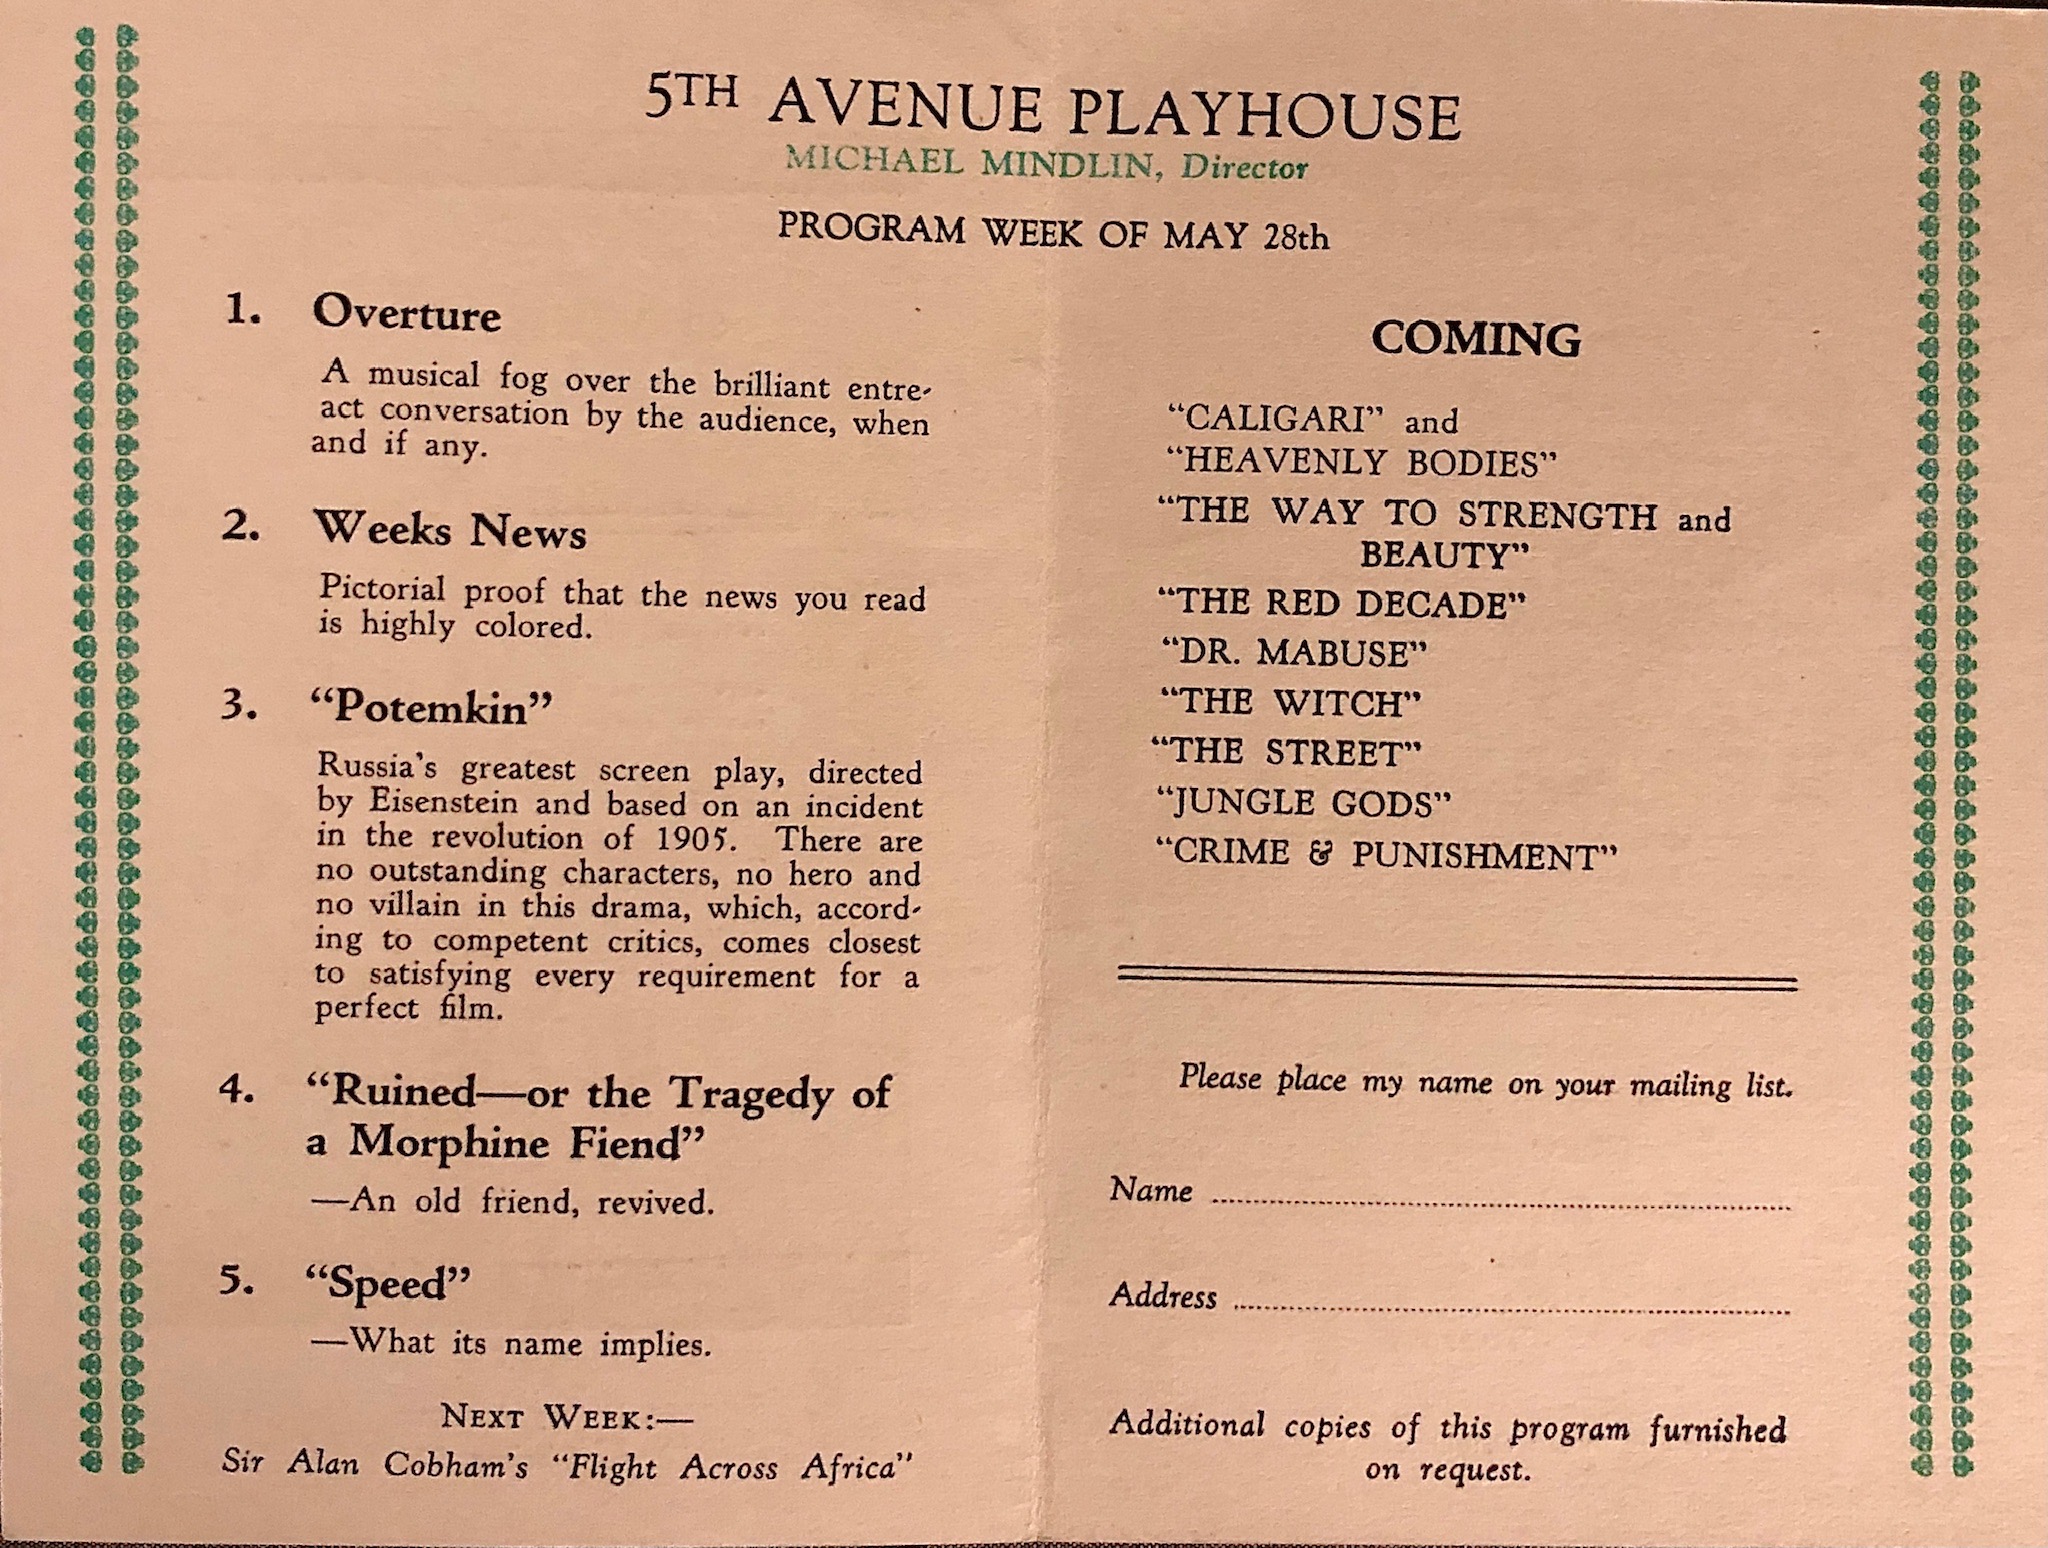 5TH AVENUE PLAYHOUSE
MICHAEL MINDLIN, Director
PROGRAM WEEK OF MAY 28th
1. Overture
A musical fog over the brilliant entre-
act conversation by the audience, when
and if any.
2. Weeks News
Pictorial proof that the news you read
is highly colored.
3. “Potemkin”
Russia's greatest screen play, directed
by Eisenstein and based on an incident
in the revolution of 1905. There are
no outstanding characters, no hero and
no villain in this drama, which, accord-
ing to competent critics, comes closest
to satisfying every requirement for a
perfect film.
4. “Ruined—or the Tragedy of
a Morphine Fiend”
—An old friend, revived.
5. “Speed”
—What its name implies.
NEXT WEEK:—
Sir Alan Cobham's “Flight Across Africa”
COMING
“CALIGARI” and
“HEAVENLY BODIES”
“THE WAY TO STRENGTH and
BEAUTY”
“THE RED DECADE”
“DR. MABUSE”
“THE WITCH”
“THE STREET”
“JUNGLE GODS”
“CRIME & PUNISHMENT”
Please place my name on your mailing list.
Name
Address
Additional copies of this program furnished
on request.